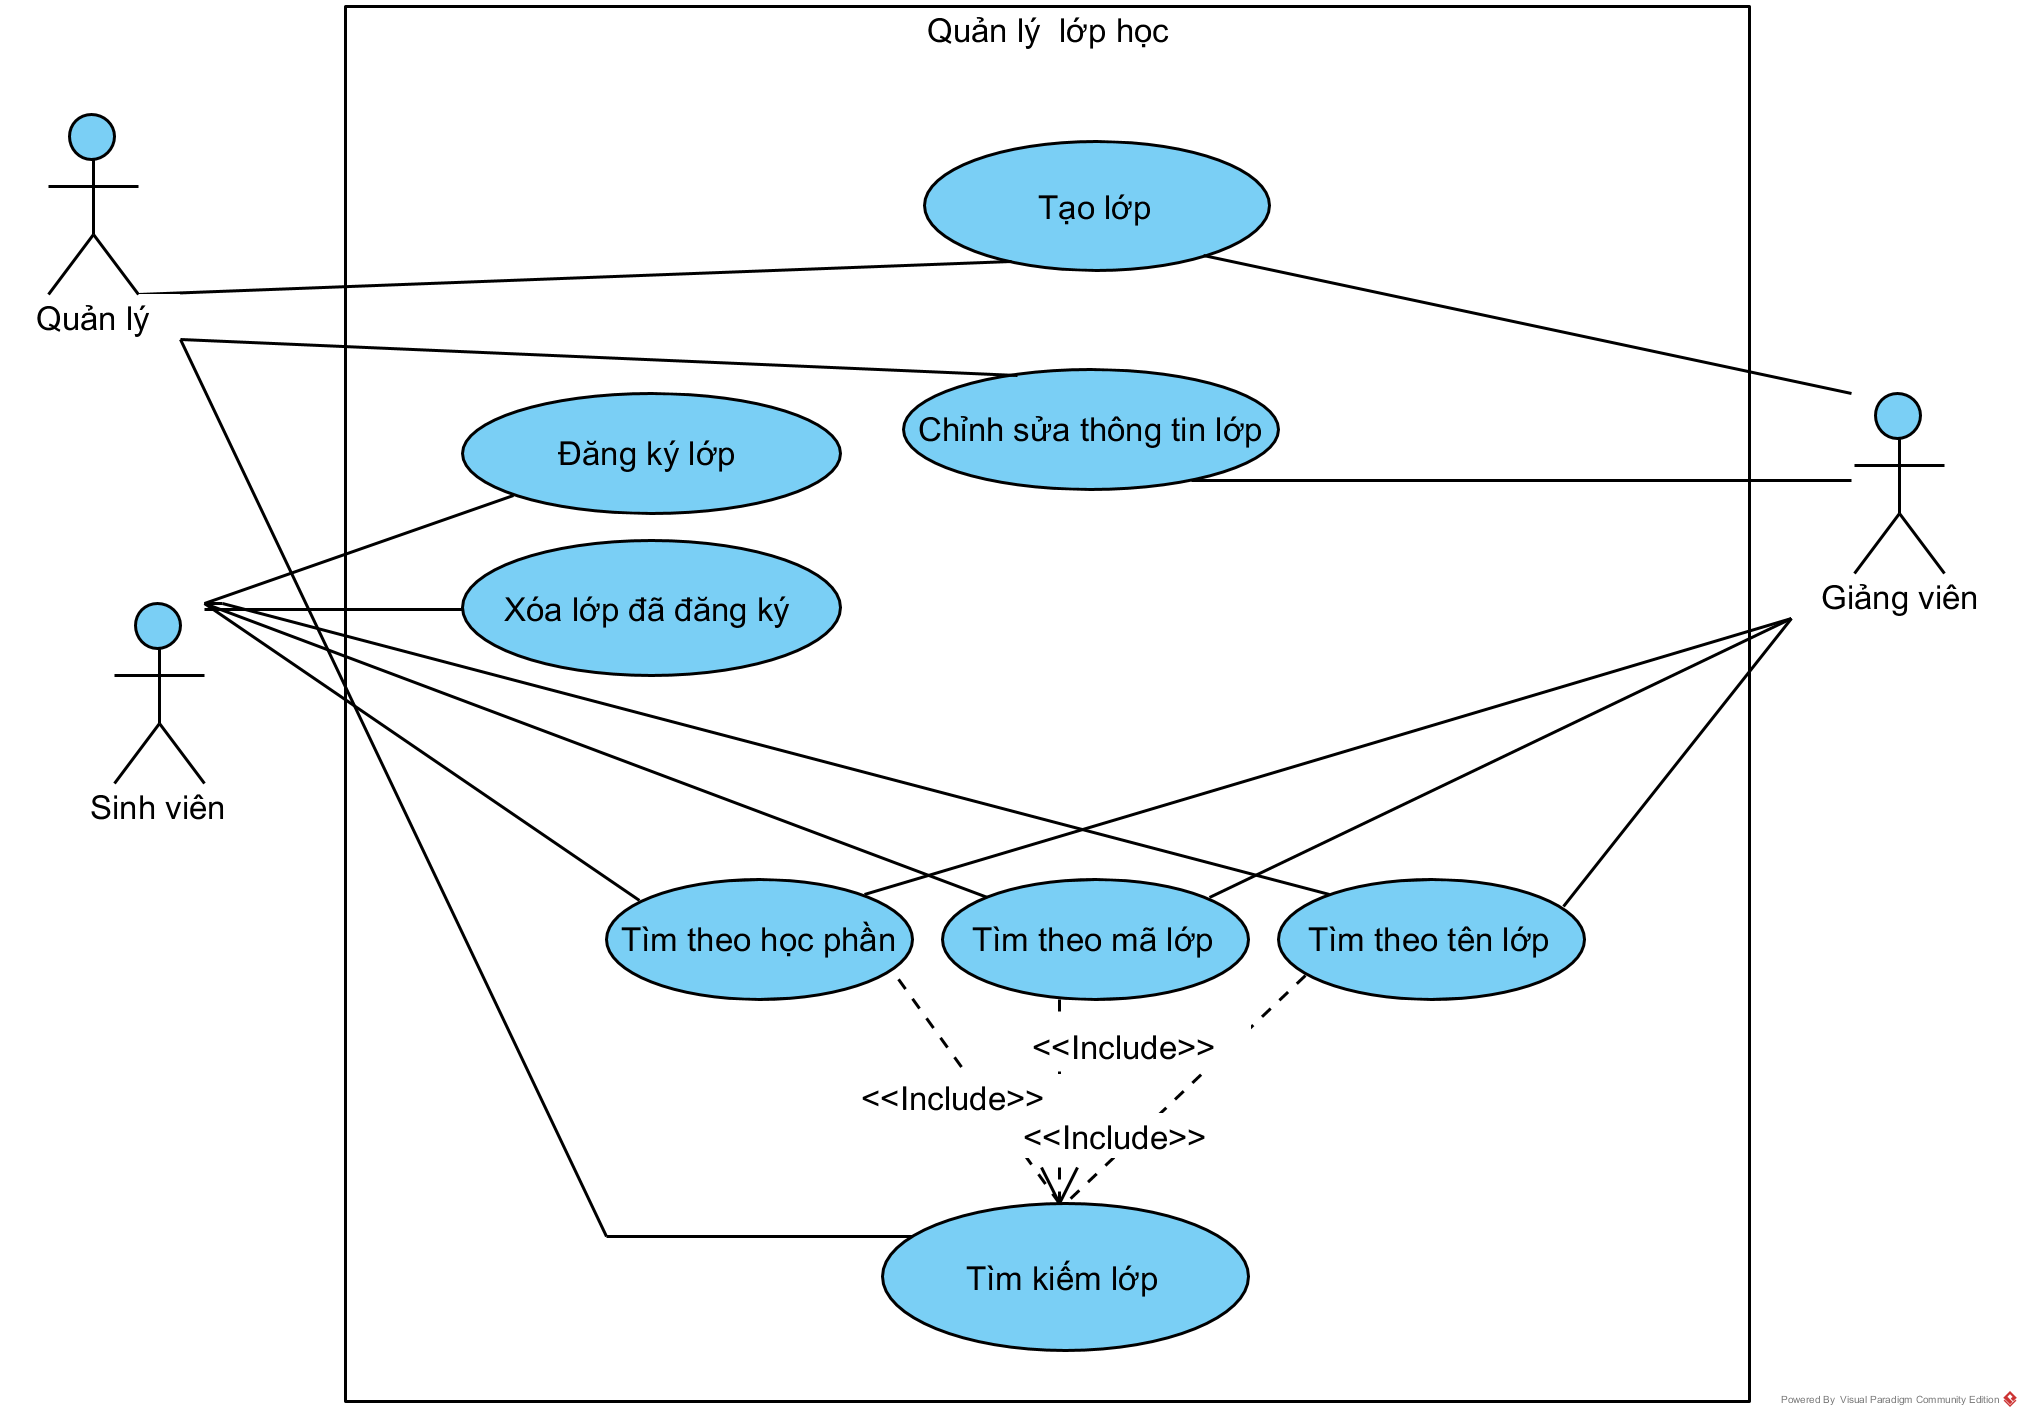 Quản lý  lớp học
Tạo lớp
Quản lý
Chỉnh sửa thông tin lớp
Đăng ký lớp
Xóa lớp đã đăng ký
Giảng viên
Sinh viên
Tìm theo học phần
Tìm theo mã lớp
Tìm theo tên lớp
<<Include>>
<<Include>>
<<Include>>
Tìm kiếm lớp
Powered By Visual Paradigm Community Edition